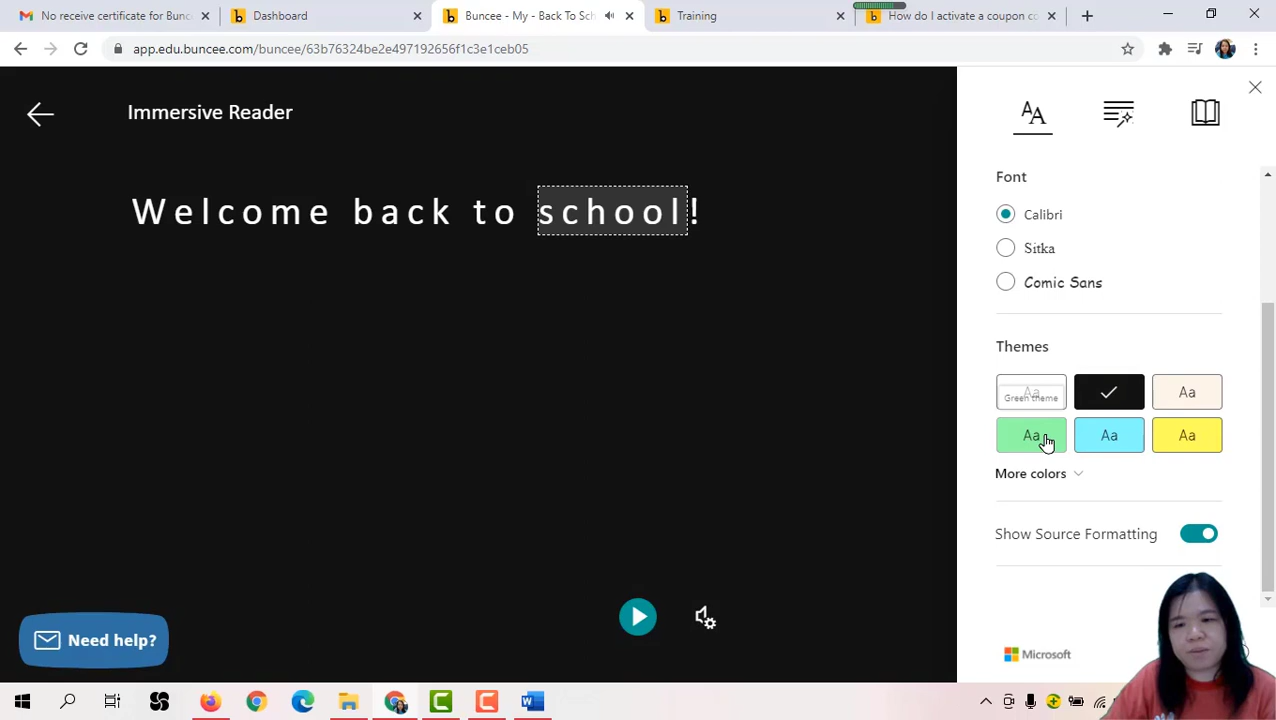 No receive certificate for Bunc
Dashboard
Buncee - My - Back To Sch
Training
How do I activate a coupon co
app.edu.buncee.com/buncee/63b76324be2e497192656f1c3e1ceb05
Immersive Reader
Welcome back to school!
Font
Calibri
Sitka
Comic Sans
Themes
Aa
Green theme
Aa
Aa
Aa
Aa
More colors
Show Source Formatting
Need help?
Microsoft